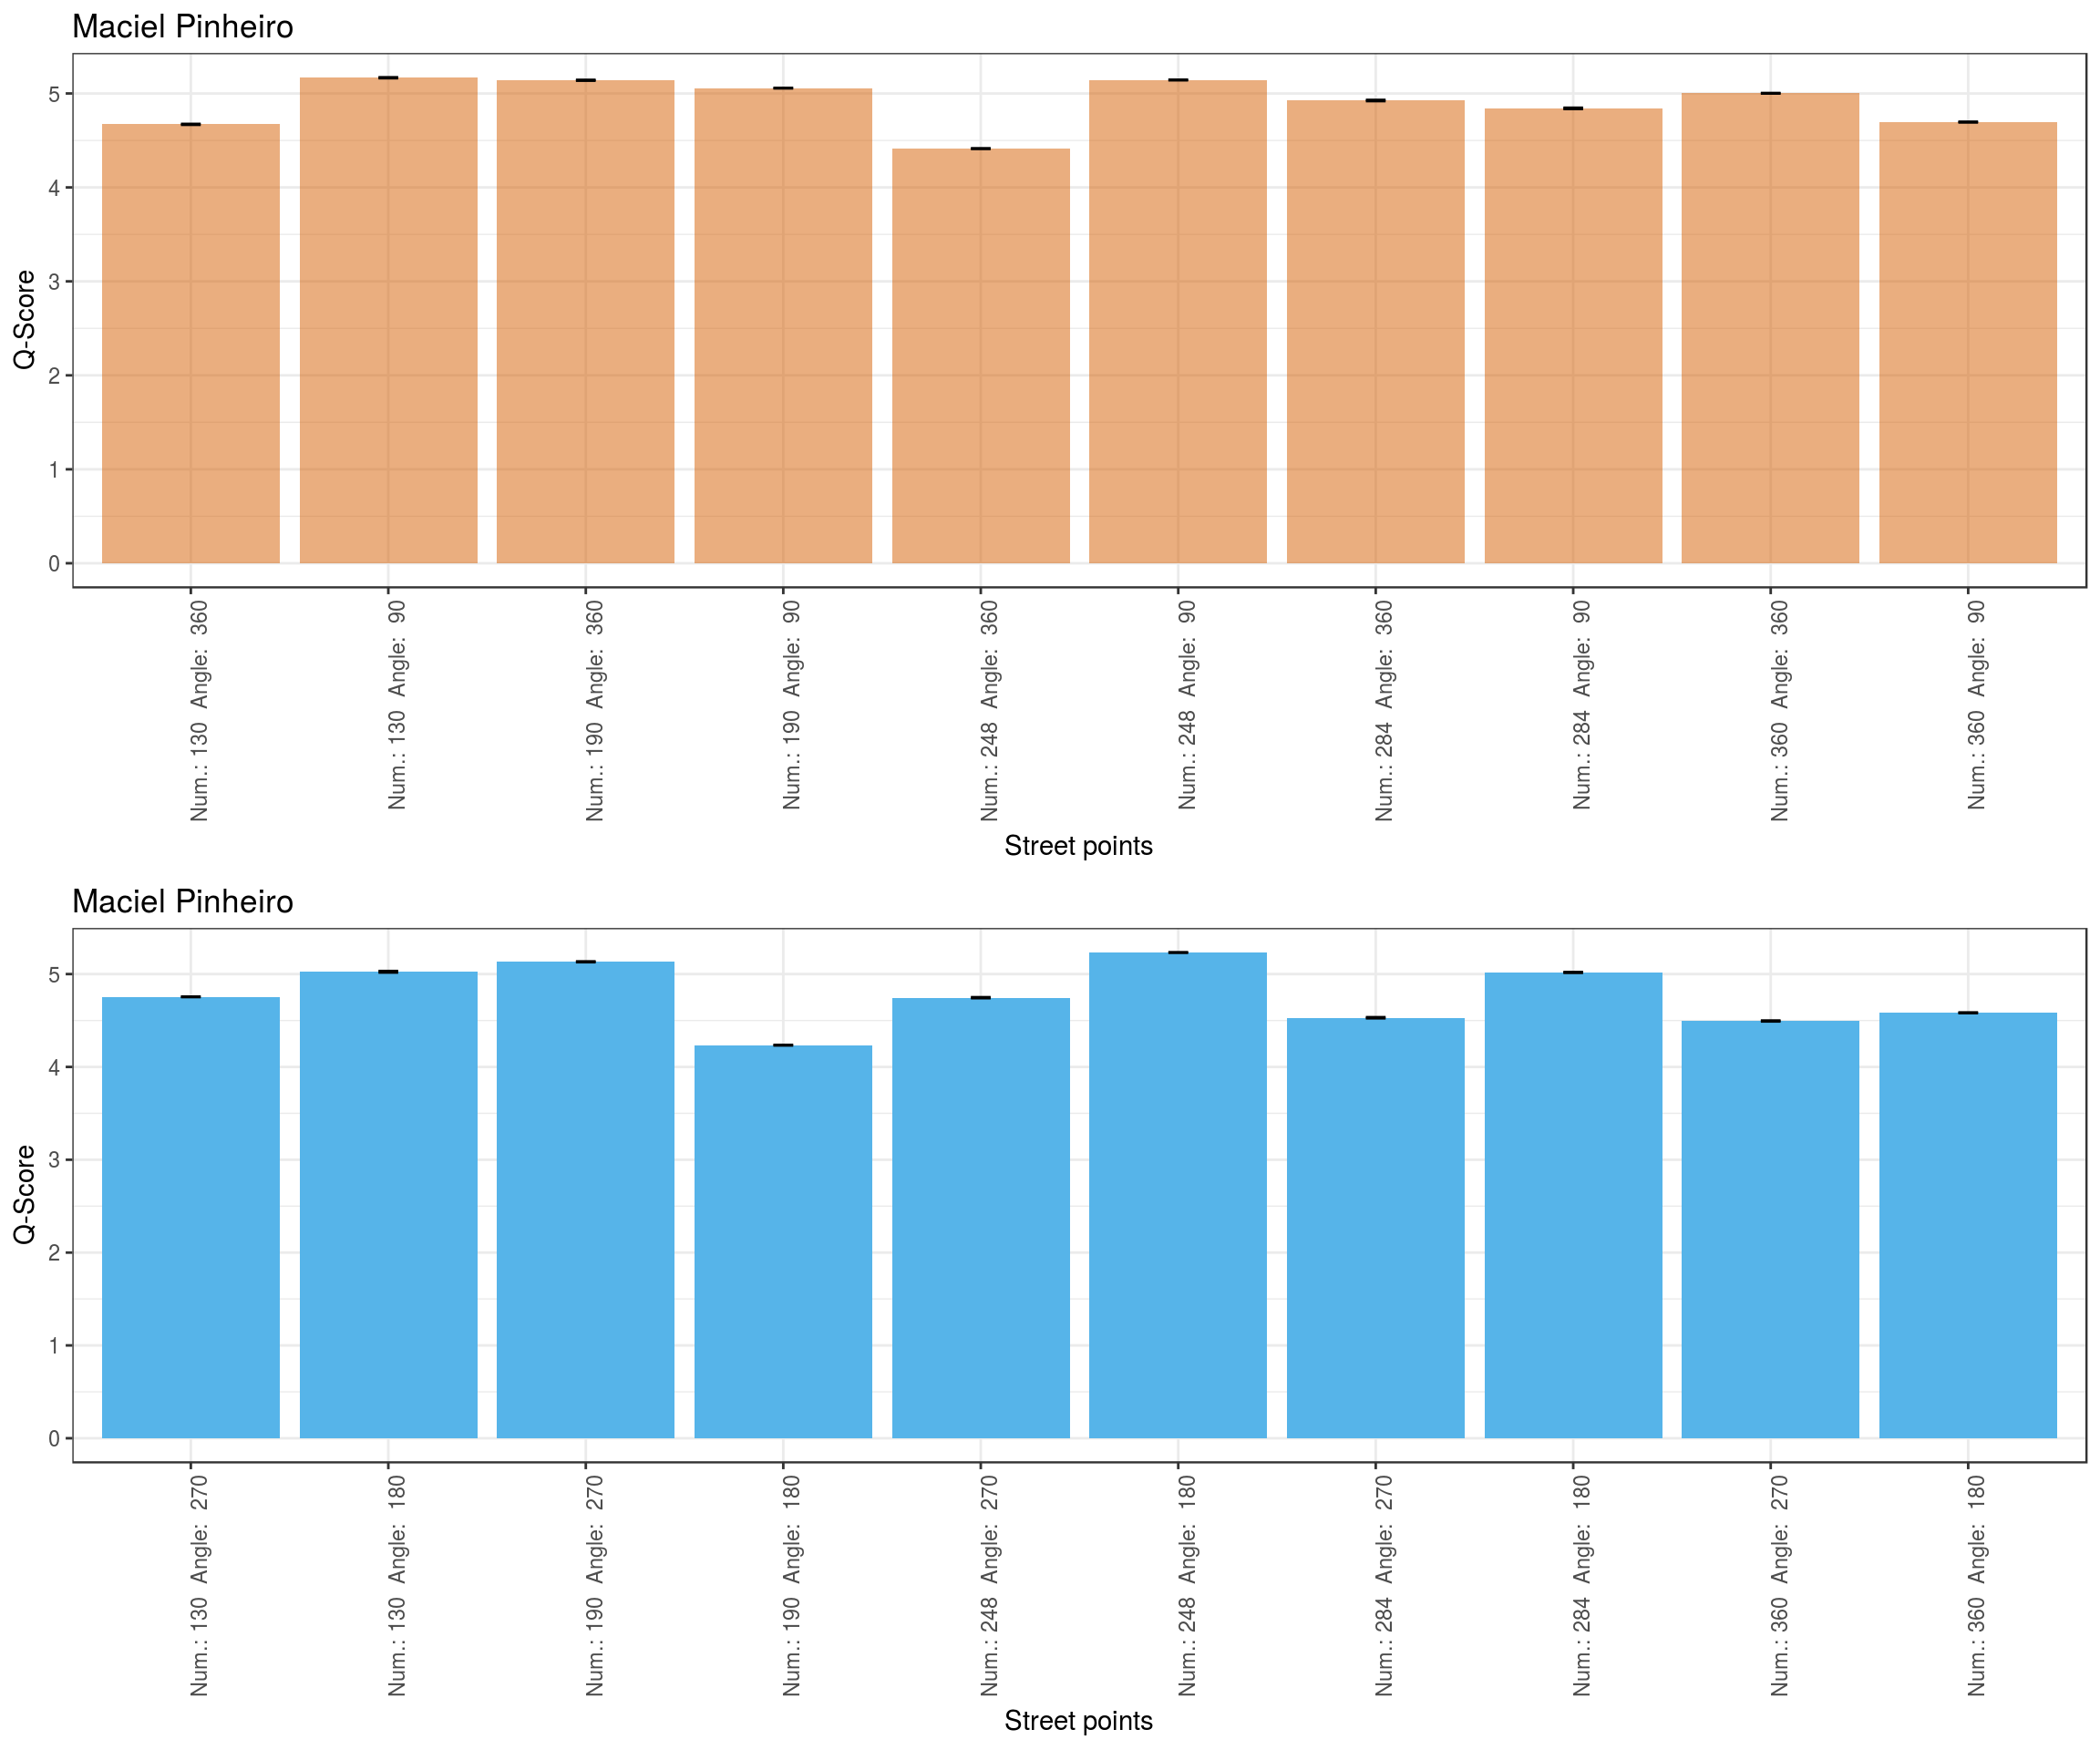 Maciel Pinheiro
Q-Score
5
4
3
2
1
0
Num.: 130 Angle: 360
Num.: 130 Angle: 90
Num.: 190 Angle: 360
Num.: 190 Angle: 90
Num.: 248 Angle: 360
Num.: 248 Angle: 90
Num.: 284 Angle: 360
Num.: 284 Angle: 90
Num.: 360 Angle: 360
Num.: 360 Angle: 90
Street points
Maciel Pinheiro
Q-Score
5
4
3
2
1
0
Num.: 130 Angle: 270
Num.: 130 Angle: 180
Num.: 190 Angle: 270
Num.: 190 Angle: 180
Num.: 248 Angle: 270
Num.: 248 Angle: 180
Num.: 284 Angle: 270
Num.: 284 Angle: 180
Num.: 360 Angle: 270
Num.: 360 Angle: 180
Street points